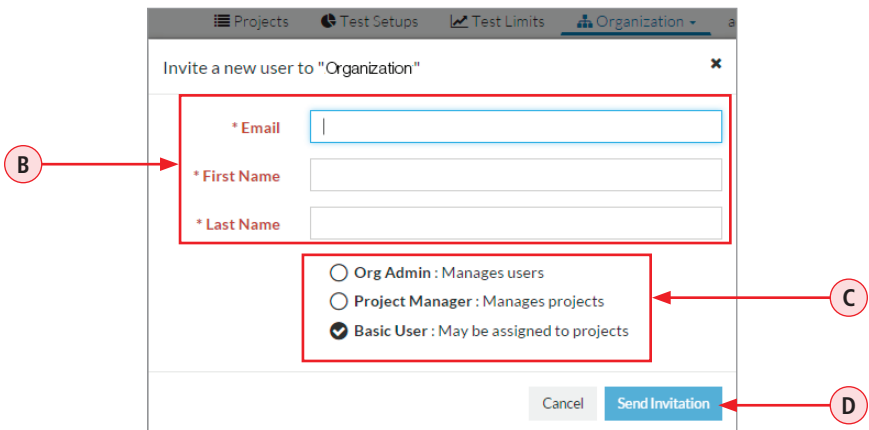 Projects Test Setups Test Limits Organization a
Invite a new user to "Organization"
* Email
B
* First Name
* Last Name
Org Admin : Manages users
C
Project Manager : Manages projects
Basic User : May be assigned to projects
Cancel Send Invitation D